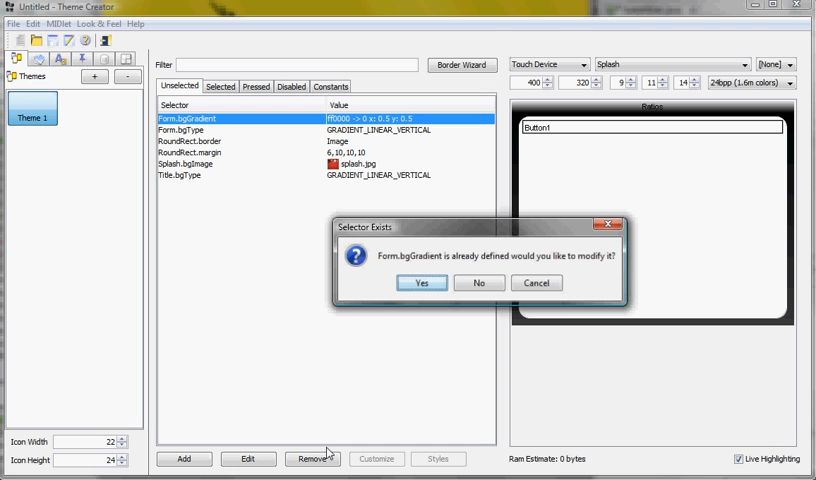 Untitled - Theme Creator
File Edit MIDlet Look & Feel Help
Themes + -
Theme 1
Icon Width 22
Icon Height 24
Filter Border Wizard
Unselected Selected Pressed Disabled Constants
Selector Value
Form.bgGradient ff0000 -> 0 x: 0.5 y: 0.5
Form.bgType GRADIENT_LINEAR_VERTICAL
RoundRect.border Image
RoundRect.margin 6,10,10,10
Splash.bgImage splash.jpg
Title.bgType GRADIENT_LINEAR_VERTICAL
Selector Exists
Form.bgGradient is already defined would you like to modify it?
Yes No Cancel
Add Edit Remove Customize Styles
Touch Device Splash [None]
400 320 9 11 14 24bpp (1.6m colors)
Ratios
Button1
Ram Estimate: 0 bytes Live Highlighting